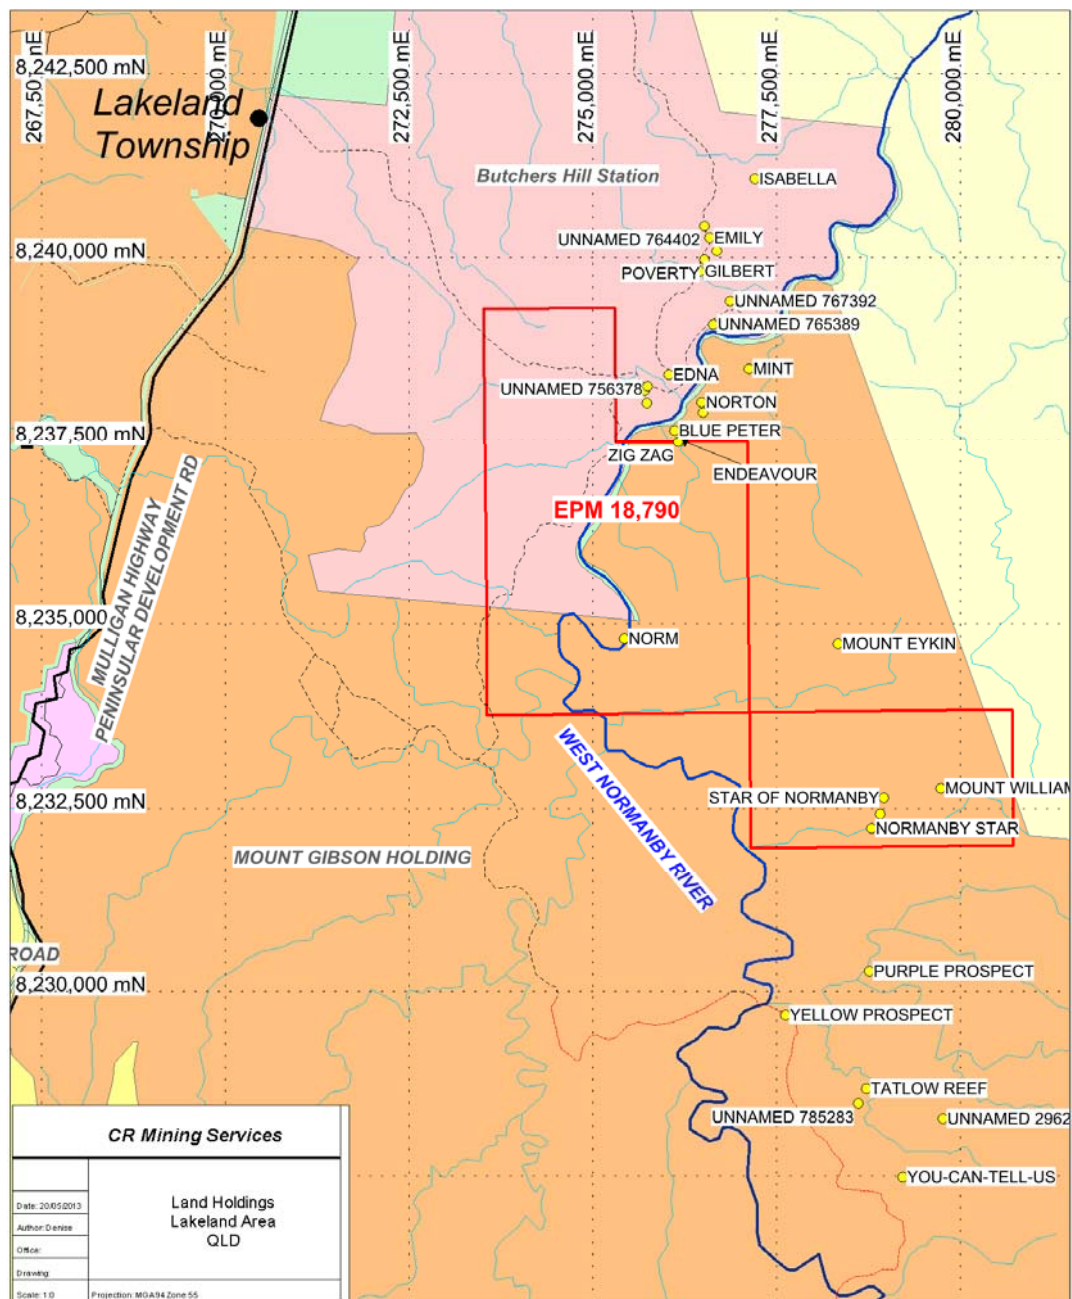 267,50 mE
270,000 mE
272,500 mE
275,000 mE
277,500 mE
280,000 mE
8,242,500 mN
Lakeland
Township
Butchers Hill Station
ISABELLA
UNNAMED 764402
EMILY
8,240,000 mN
POVERTY
GILBERT
UNNAMED 767392
UNNAMED 765389
MINT
EDNA
UNNAMED 756378
NORTON
8,237,500 mN
BLUE PETER
ZIG ZAG
ENDEAVOUR
EPM 18,790
MULLIGAN HIGHWAY
PENINSULAR DEVELOPMENT RD
8,235,000 mN
NORM
MOUNT EYKIN
WEST NORMANBY RIVER
8,232,500 mN
STAR OF NORMANBY
MOUNT WILLIAM
NORMANBY STAR
MOUNT GIBSON HOLDING
ROAD
8,230,000 mN
PURPLE PROSPECT
YELLOW PROSPECT
TATLOW REEF
UNNAMED 785283
UNNAMED 2962
YOU-CAN-TELL-US
CR Mining Services
Land Holdings
Lakeland Area
QLD
Date: 20/05/2013
Author: Denise
Office:
Drawing:
Scale: 1:0
Projection: MGA94 Zone 55